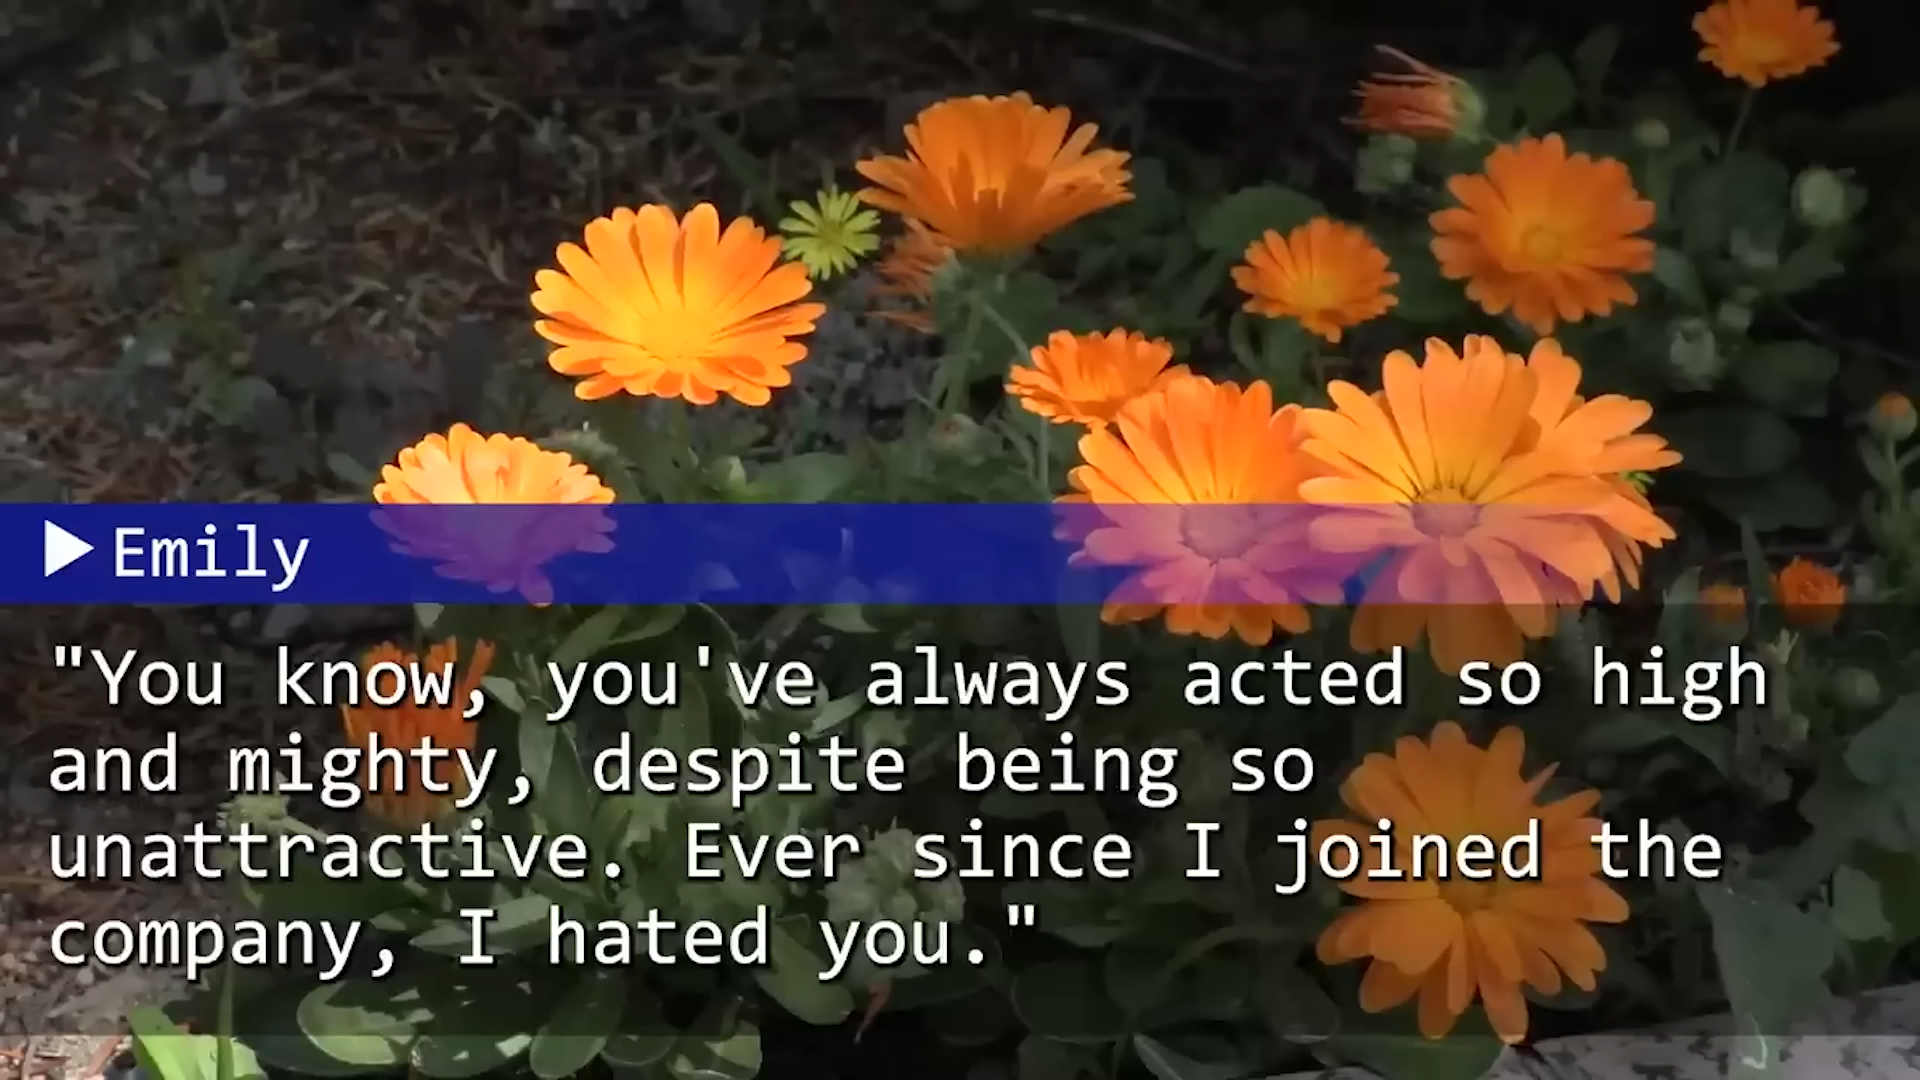 ▶Emily
"You know, you've always acted so high
and mighty, despite being so
unattractive. Ever since I joined the
company, I hated you."